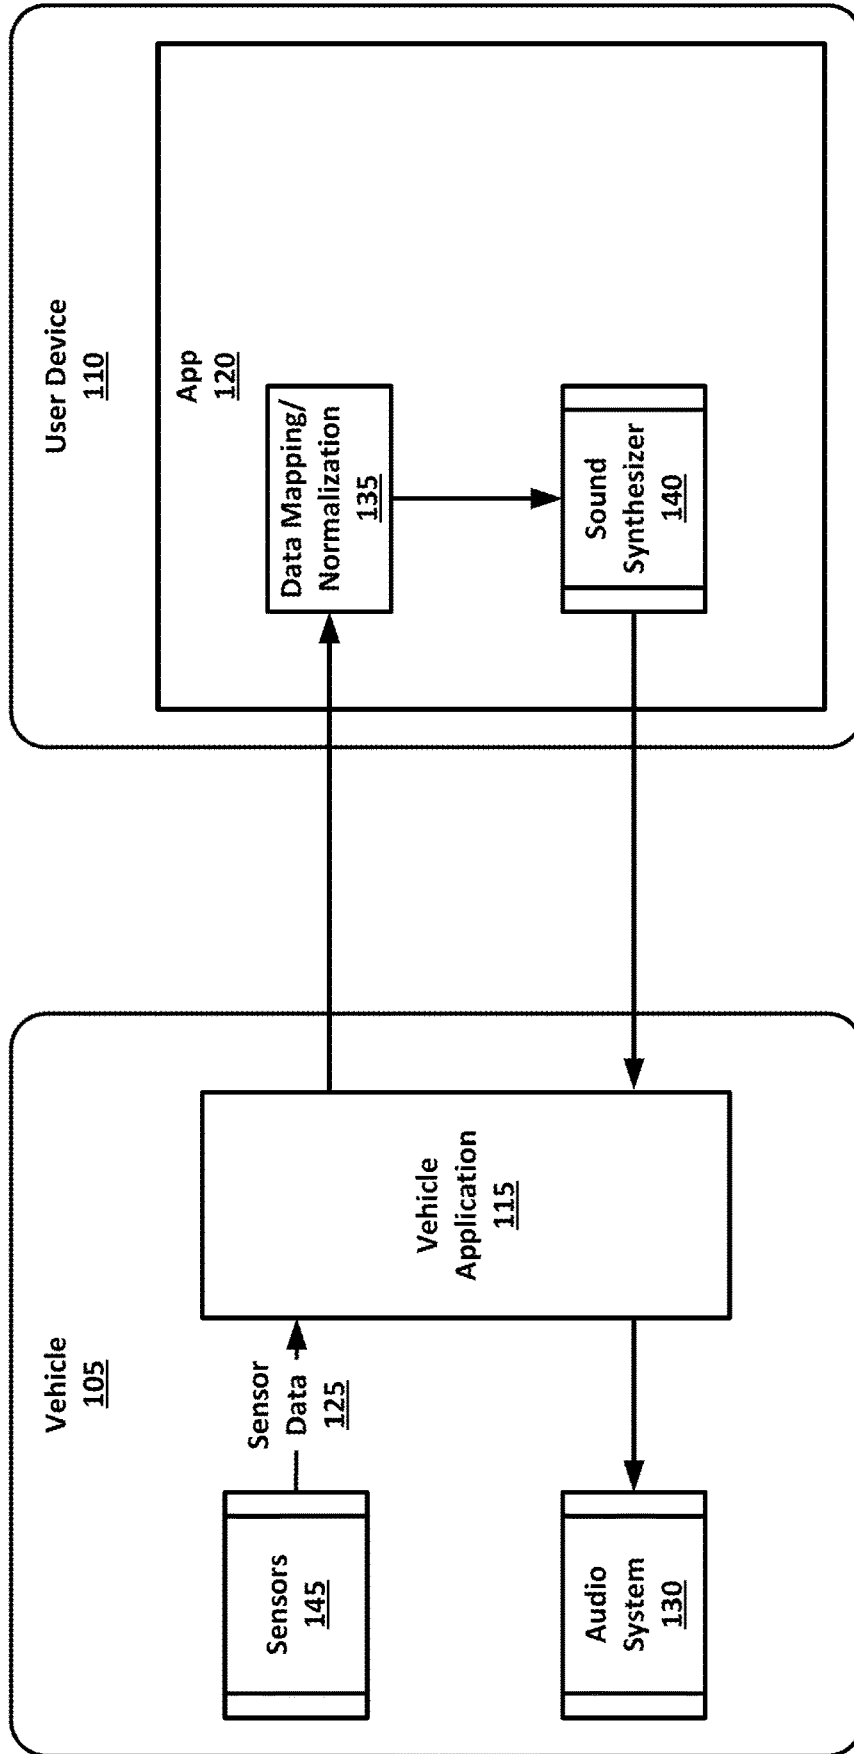 Vehicle
105
Sensors
145
Sensor
Data
125
Vehicle
Application
115
Audio
System
130
User Device
110
App
120
Data Mapping/
Normalization
135
Sound
Synthesizer
140